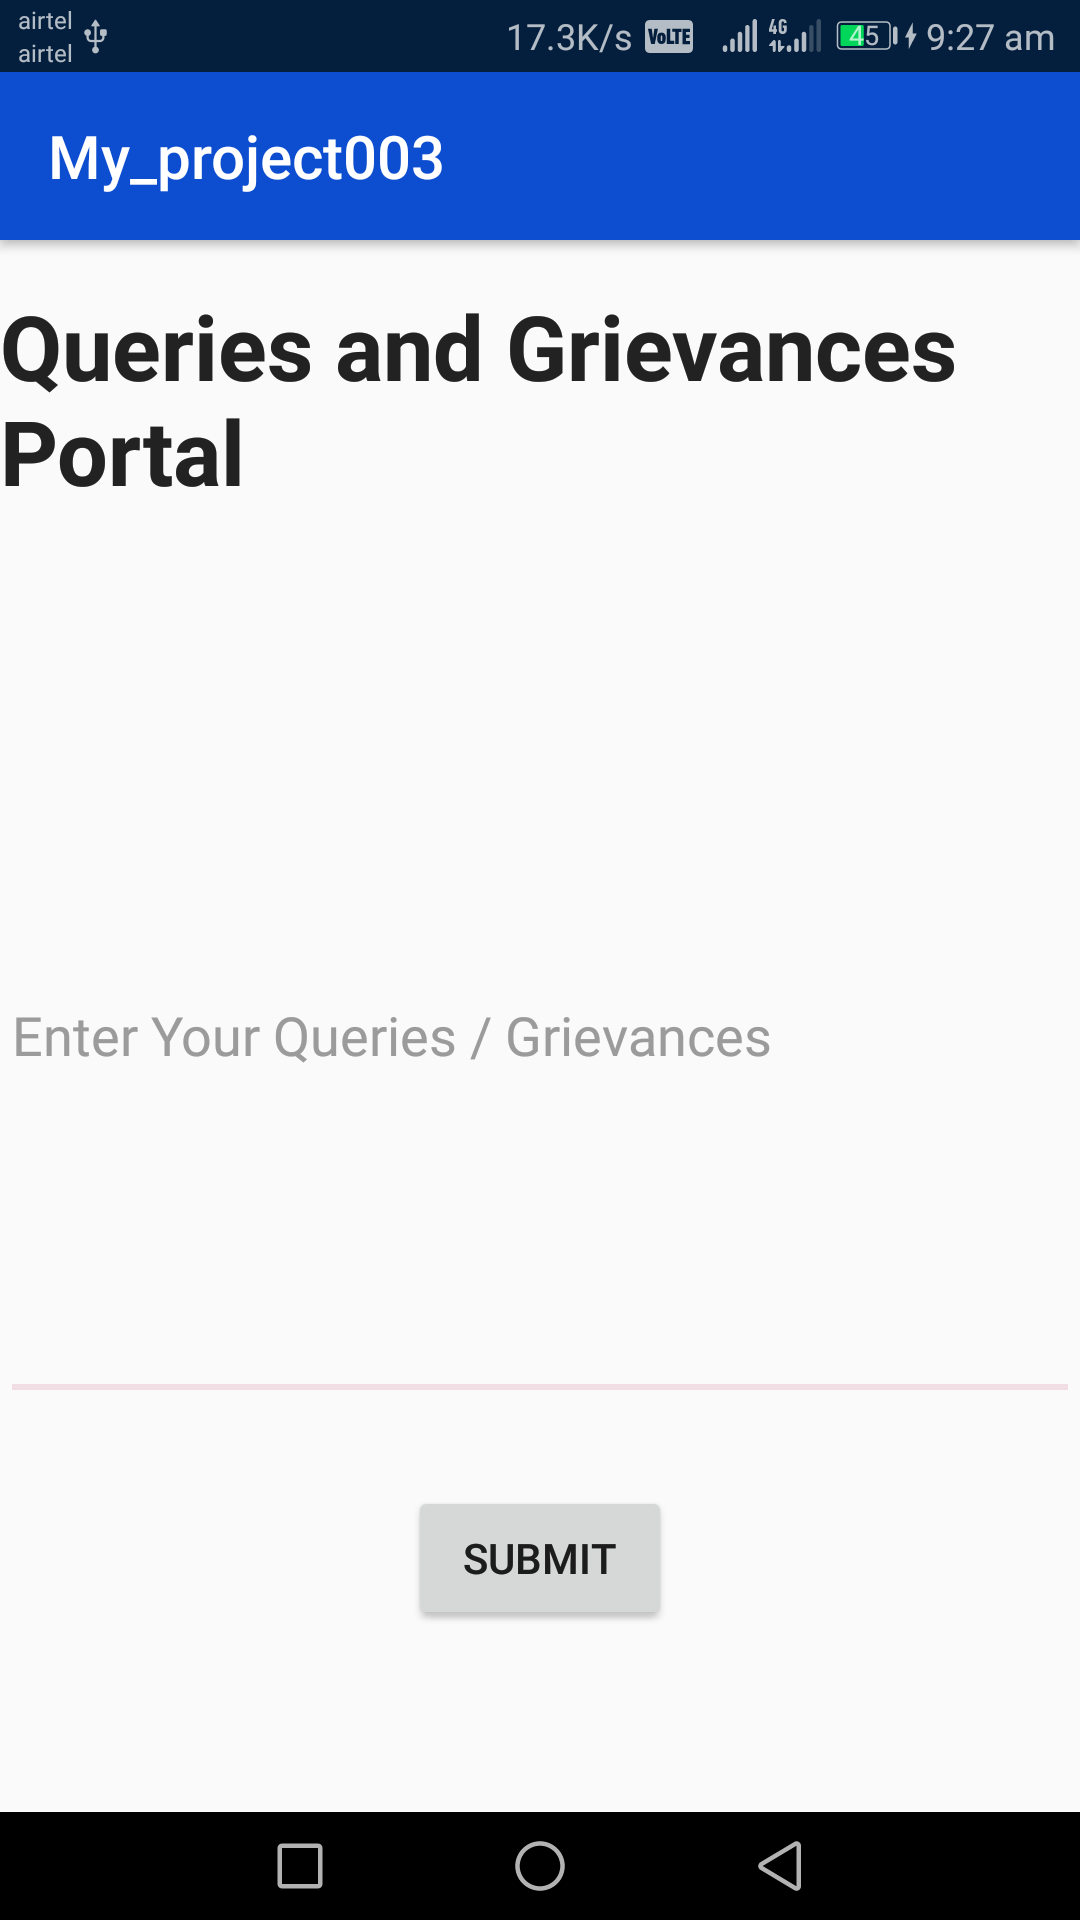 airtel
airtel
17.3K/s VoLTE 4G 45 9:27 am
My_project003
Queries and Grievances
Portal
Enter Your Queries / Grievances
SUBMIT